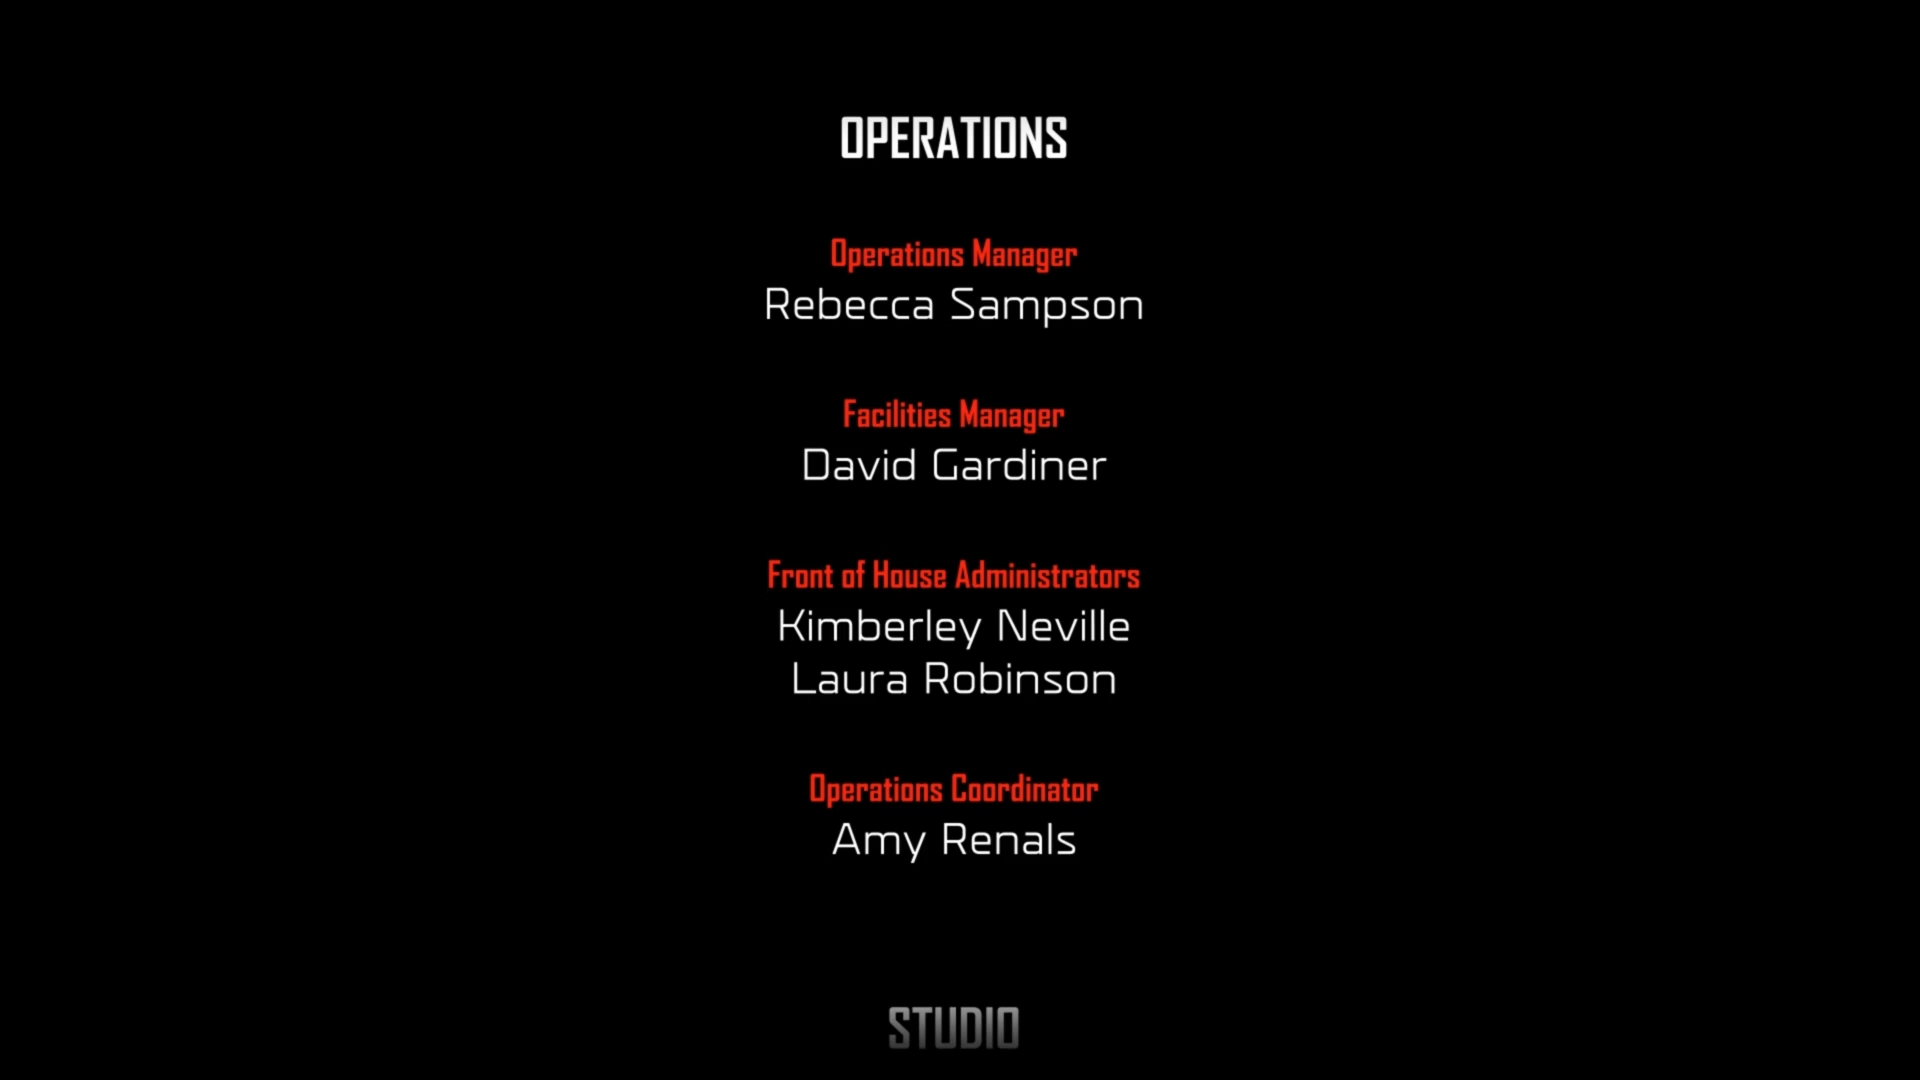 OPERATIONS
Operations Manager
Rebecca Sampson
Facilities Manager
David Gardiner
Front of House Administrators
Kimberley Neville
Laura Robinson
Operations Coordinator
Amy Renals
STUDIO